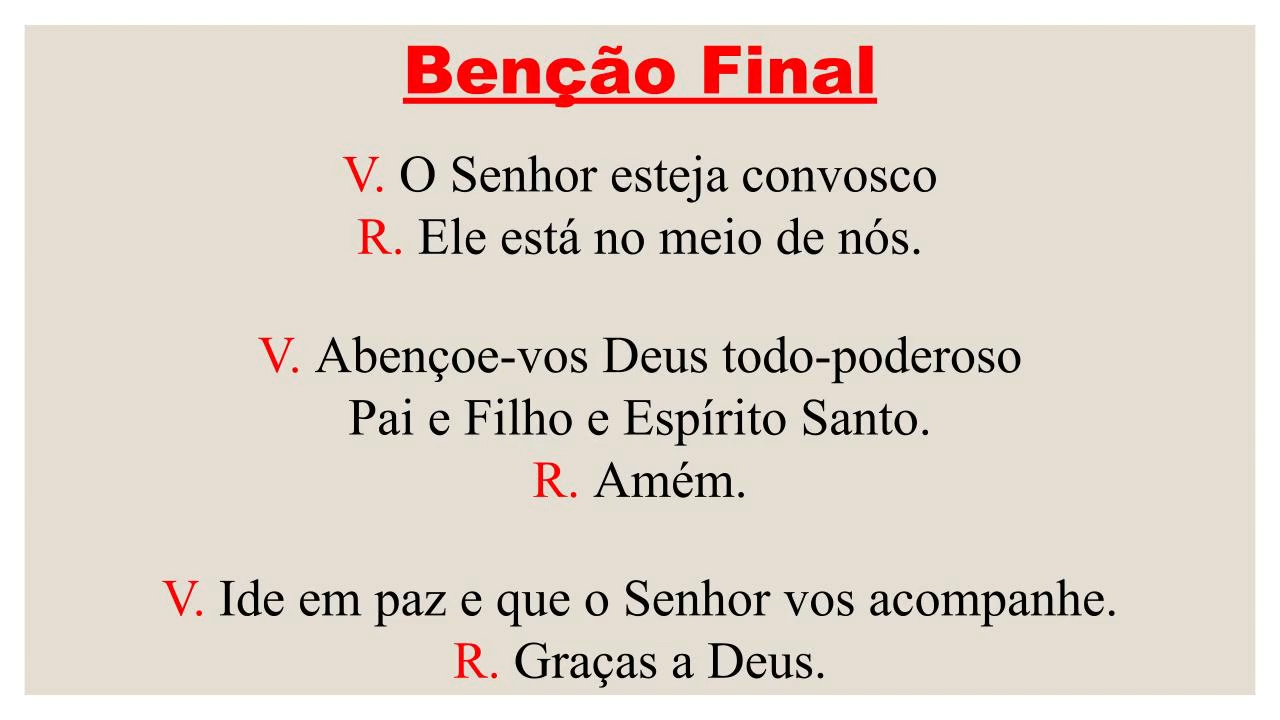 Benção Final
V. O Senhor esteja convosco
R. Ele está no meio de nós.
V. Abençoe-vos Deus todo-poderoso
Pai e Filho e Espírito Santo.
R. Amém.
V. Ide em paz e que o Senhor vos acompanhe.
R. Graças a Deus.